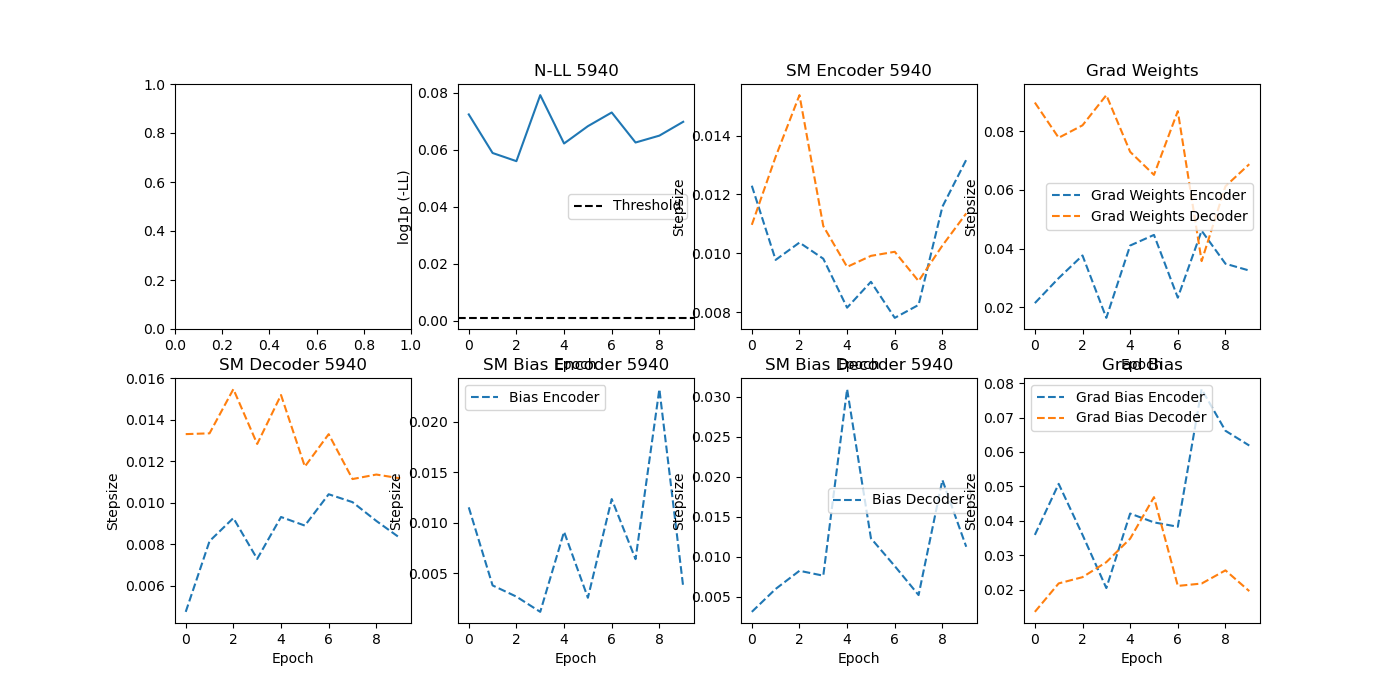 N-LL 5940
SM Encoder 5940
Grad Weights
1.0
0.8
0.6
0.4
0.2
0.0
0.0 0.2 0.4 0.6 0.8 1.0
log1p (-LL)
0.08
0.06
0.04
0.02
0.00
Threshold
0 2 4 6 8
Epoch
Stepsize
0.014
0.012
0.010
0.008
0 2 4 6 8
Epoch
Stepsize
0.08
0.06
0.04
0.02
Grad Weights Encoder
Grad Weights Decoder
0 2 4 6 8
Epoch
SM Decoder 5940
SM Bias Encoder 5940
SM Bias Decoder 5940
Grad Bias
Stepsize
0.016
0.014
0.012
0.010
0.008
0.006
0 2 4 6 8
Epoch
Stepsize
0.020
0.015
0.010
0.005
Bias Encoder
0 2 4 6 8
Epoch
Stepsize
0.030
0.025
0.020
0.015
0.010
0.005
Bias Decoder
0 2 4 6 8
Epoch
Stepsize
0.08
0.07
0.06
0.05
0.04
0.03
0.02
Grad Bias Encoder
Grad Bias Decoder
0 2 4 6 8
Epoch